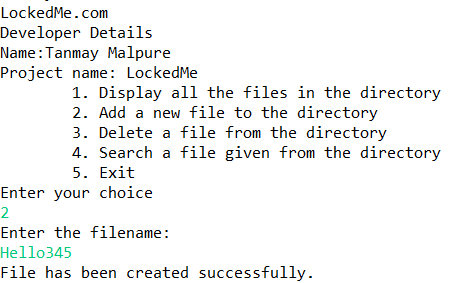 LockedMe.com
Developer Details
Name:Tanmay Malpure
Project name: LockedMe
1. Display all the files in the directory
2. Add a new file to the directory
3. Delete a file from the directory
4. Search a file given from the directory
5. Exit
Enter your choice
2
Enter the filename:
Hello345
File has been created successfully.